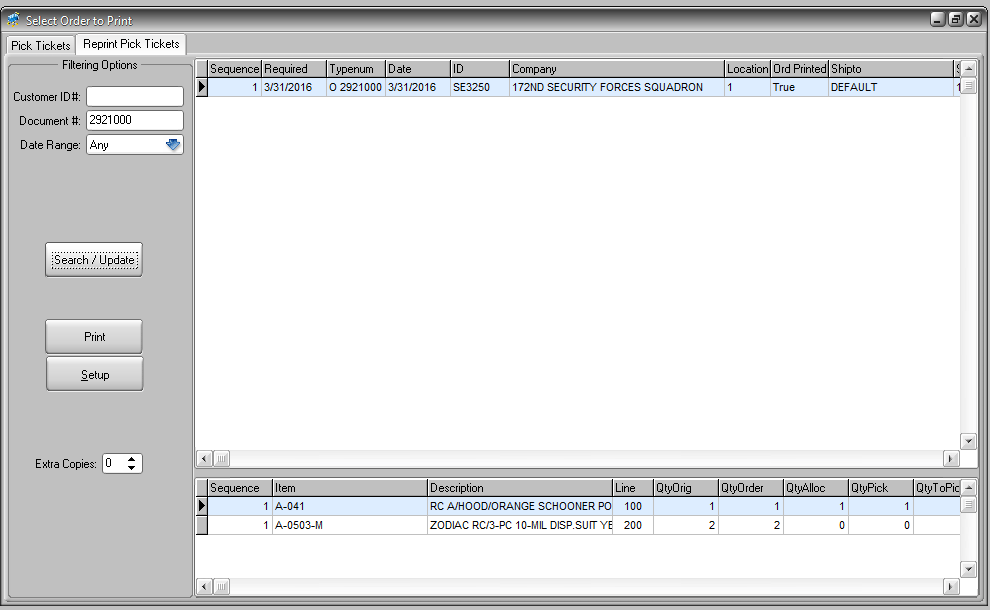 Select Order to Print
Pick Tickets Reprint Pick Tickets
Filtering Options
Customer ID#:
Document #: 2921000
Date Range: Any
Search / Update
Print
Setup
Extra Copies: 0
Sequence Required Typenum Date ID Company Location Ord Printed Shipto
1 3/31/2016 O 2921000 3/31/2016 SE3250 172ND SECURITY FORCES SQUADRON 1 True DEFAULT
Sequence Item Description Line QtyOrig QtyOrder QtyAlloc QtyPick QtyToPic
1 A-041 RC A/HOOD/ORANGE SCHOONER PO 100 1 1 1 1
1 A-0503-M ZODIAC RC/3-PC 10-MIL DISP.SUIT YE 200 2 2 0 0